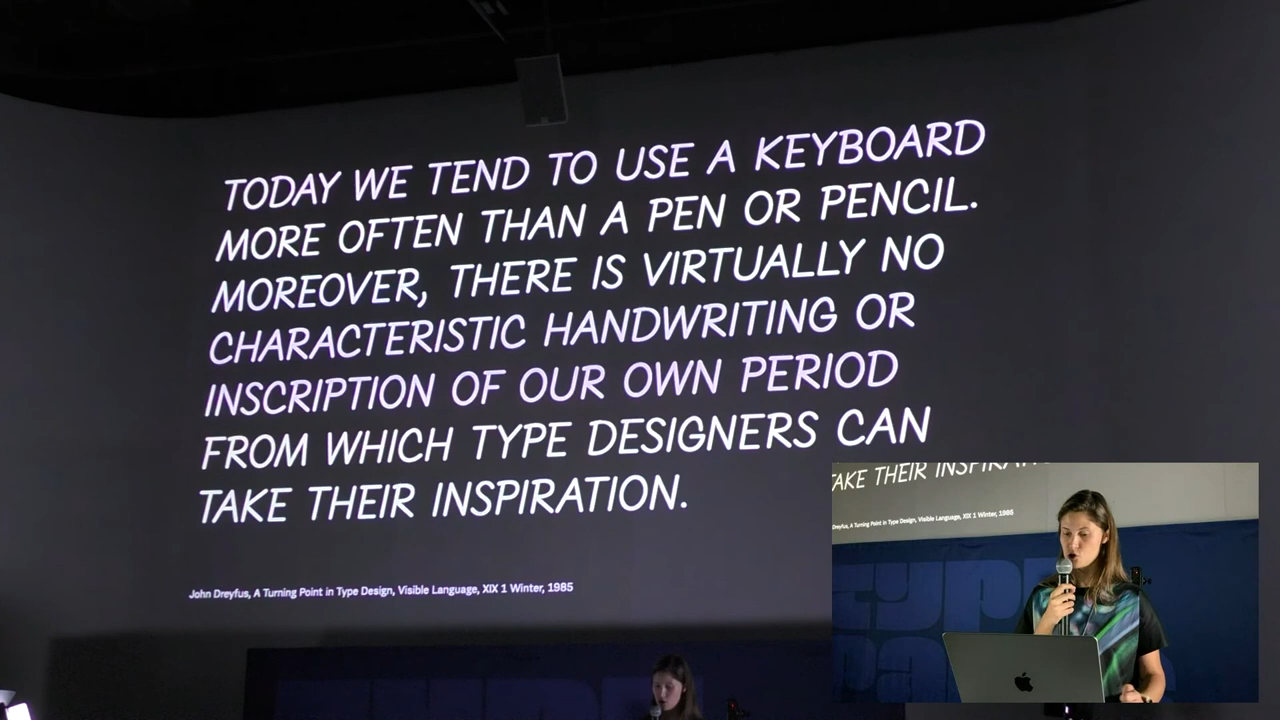 TODAY WE TEND TO USE A KEYBOARD
MORE OFTEN THAN A PEN OR PENCIL.
MOREOVER, THERE IS VIRTUALLY NO
CHARACTERISTIC HANDWRITING OR
INSCRIPTION OF OUR OWN PERIOD
FROM WHICH TYPE DESIGNERS CAN
TAKE THEIR INSPIRATION.
John Dreyfus, A Turning Point in Type Design, Visible Language, XIX 1 Winter, 1985
TAKE THEIR
Dreyfus, A Turning Point in Type Design, Visible Language, XIX 1 Winter, 1985